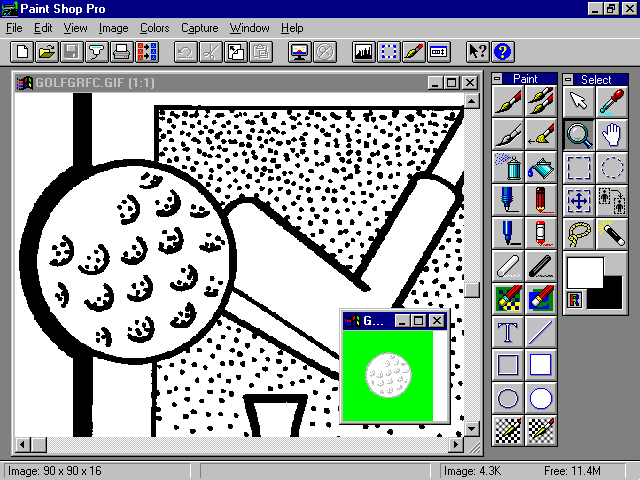 Paint Shop Pro
File Edit View Image Colors Capture Window Help
GOLFGRFC.GIF (1:1)
Paint
Select
G...
R
T
Image: 90 x 90 x 16
Image: 4.3K
Free: 11.4M